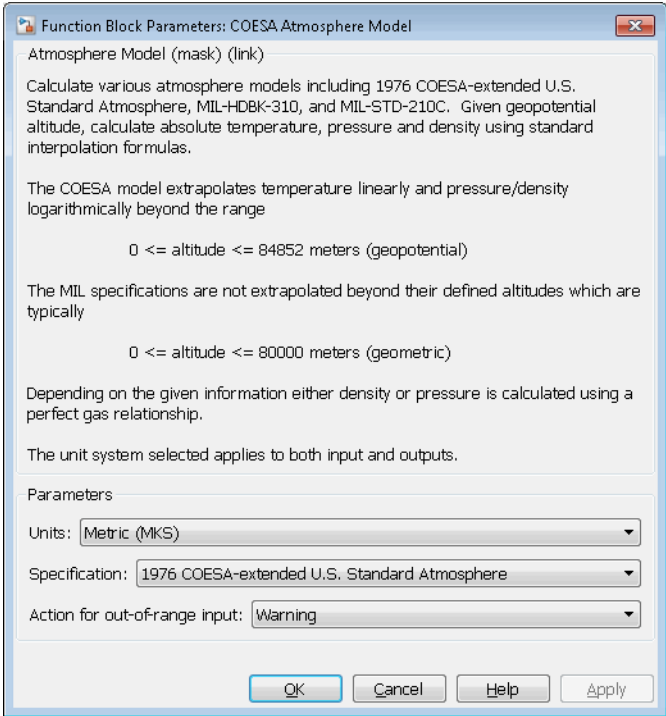 Function Block Parameters: COESA Atmosphere Model
Atmosphere Model (mask) (link)
Calculate various atmosphere models including 1976 COESA-extended U.S.
Standard Atmosphere, MIL-HDBK-310, and MIL-STD-210C.  Given geopotential
altitude, calculate absolute temperature, pressure and density using standard
interpolation formulas.
The COESA model extrapolates temperature linearly and pressure/density
logarithmically beyond the range
0 <= altitude <= 84852 meters (geopotential)
The MIL specifications are not extrapolated beyond their defined altitudes which are
typically
0 <= altitude <= 80000 meters (geometric)
Depending on the given information either density or pressure is calculated using a
perfect gas relationship.
The unit system selected applies to both input and outputs.
Parameters
Units: Metric (MKS)
Specification: 1976 COESA-extended U.S. Standard Atmosphere
Action for out-of-range input: Warning
OK Cancel Help Apply